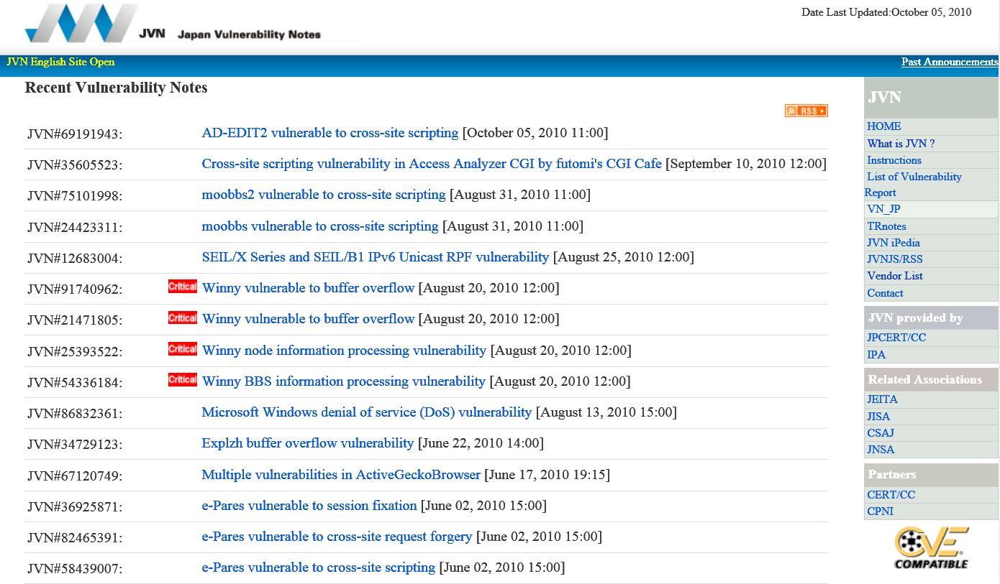 JVN Japan Vulnerability Notes
Date Last Updated:October 05, 2010
JVN English Site Open
Past Announcements
Recent Vulnerability Notes
RSS
JVN#69191943: AD-EDIT2 vulnerable to cross-site scripting [October 05, 2010 11:00]
JVN#35605523: Cross-site scripting vulnerability in Access Analyzer CGI by futomi's CGI Cafe [September 10, 2010 12:00]
JVN#75101998: moobbs2 vulnerable to cross-site scripting [August 31, 2010 11:00]
JVN#24423311: moobbs vulnerable to cross-site scripting [August 31, 2010 11:00]
JVN#12683004: SEIL/X Series and SEIL/B1 IPv6 Unicast RPF vulnerability [August 25, 2010 12:00]
JVN#91740962: Critical Winny vulnerable to buffer overflow [August 20, 2010 12:00]
JVN#21471805: Critical Winny vulnerable to buffer overflow [August 20, 2010 12:00]
JVN#25393522: Critical Winny node information processing vulnerability [August 20, 2010 12:00]
JVN#54336184: Critical Winny BBS information processing vulnerability [August 20, 2010 12:00]
JVN#86832361: Microsoft Windows denial of service (DoS) vulnerability [August 13, 2010 15:00]
JVN#34729123: Explzh buffer overflow vulnerability [June 22, 2010 14:00]
JVN#67120749: Multiple vulnerabilities in ActiveGeckoBrowser [June 17, 2010 19:15]
JVN#36925871: e-Pares vulnerable to session fixation [June 02, 2010 15:00]
JVN#82465391: e-Pares vulnerable to cross-site request forgery [June 02, 2010 15:00]
JVN#58439007: e-Pares vulnerable to cross-site scripting [June 02, 2010 15:00]
JVN
HOME
What is JVN ?
Instructions
List of Vulnerability
Report
VN_JP
TRnotes
JVN iPedia
JVNJS/RSS
Vendor List
Contact
JVN provided by
JPCERT/CC
IPA
Related Associations
JEITA
JISA
CSAJ
JNSA
Partners
CERT/CC
CPNI
CVE
COMPATIBLE